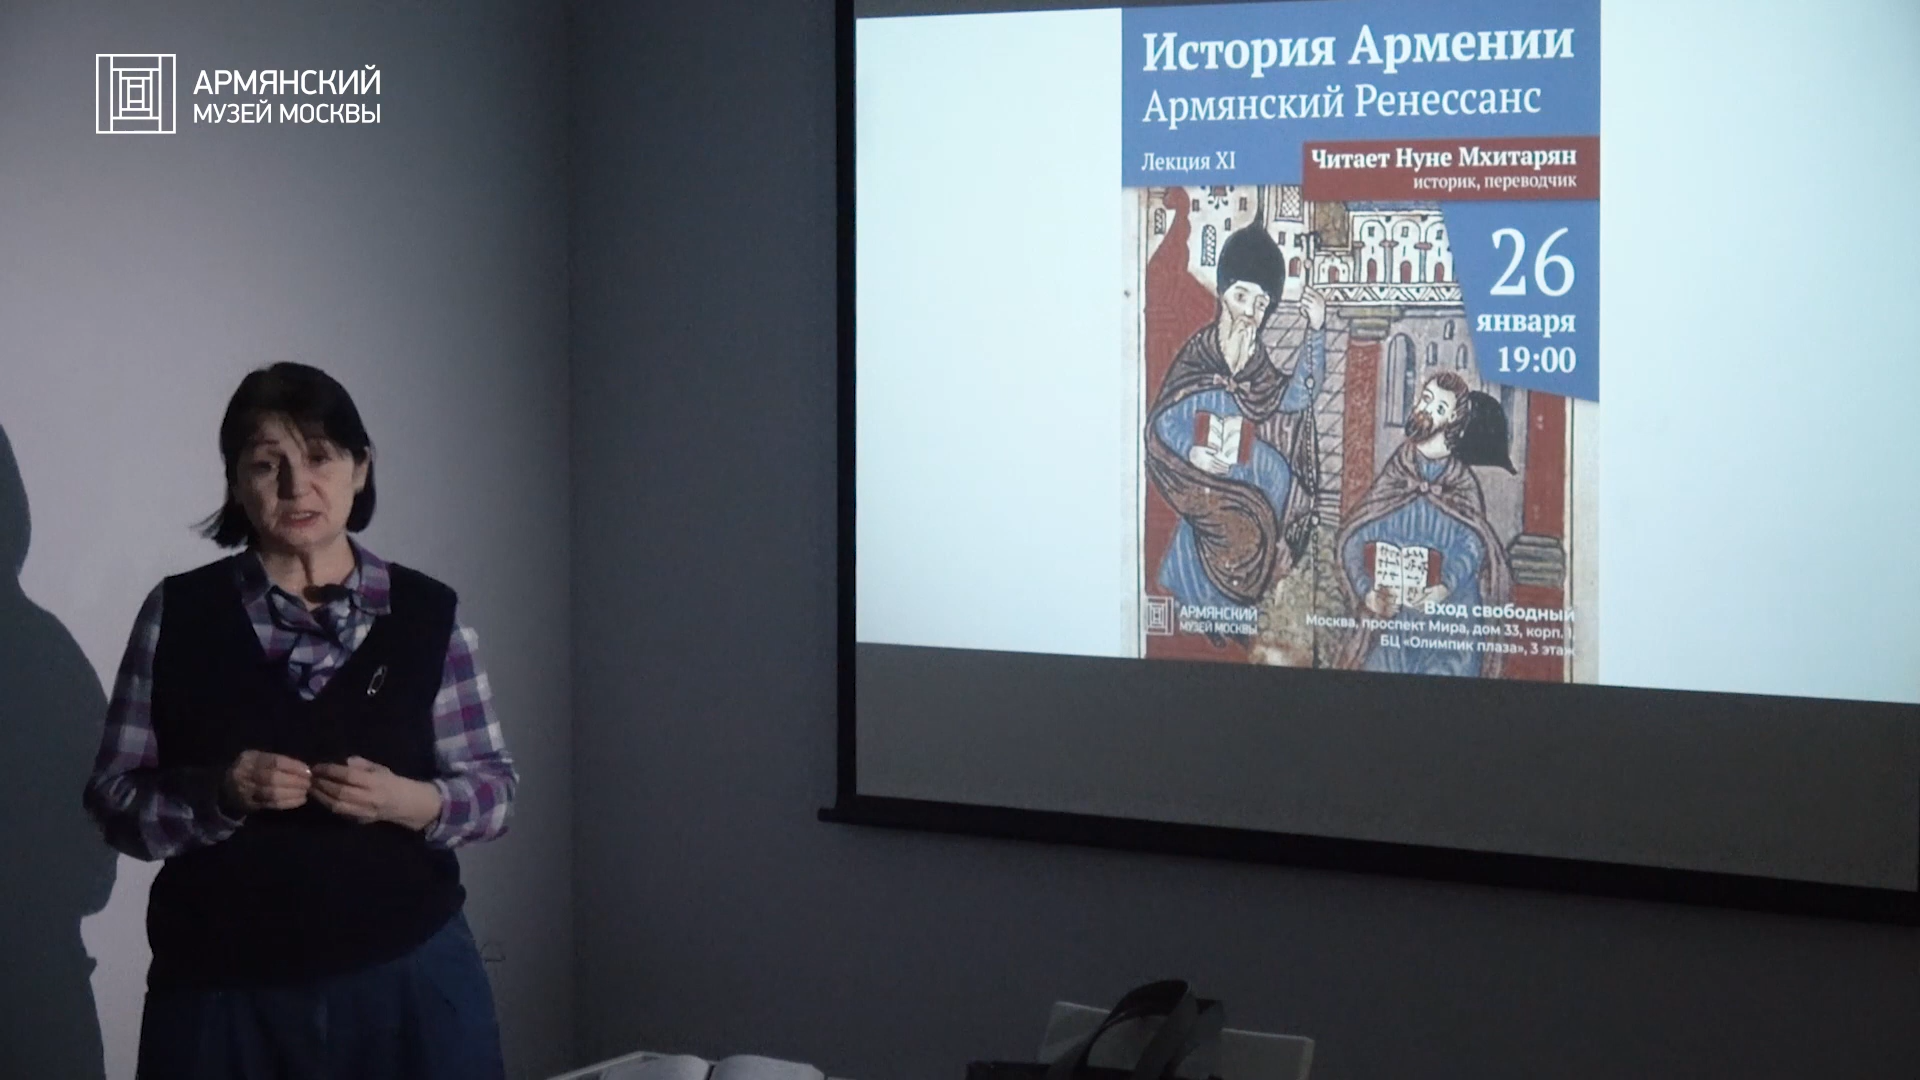 АРМЯНСКИЙ
МУЗЕЙ МОСКВЫ
История Армении
Армянский Ренессанс
Лекция XI
Читает Нуне Мхитарян
историк, переводчик
26
января
19:00
АРМЯНСКИЙ
МУЗЕЙ МОСКВЫ
Вход свободный
Москва, проспект Мира, дом 33, корп. 1,
БЦ «Олимпик плаза», 3 этаж